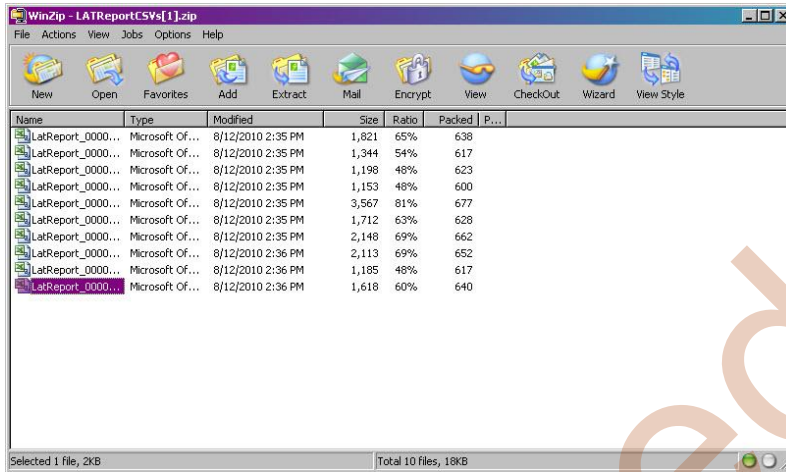 WinZip - LATReportCSVs[1].zip
File Actions View Jobs Options Help
New Open Favorites Add Extract Mail Encrypt View CheckOut Wizard View Style
Name Type Modified Size Ratio Packed P...
LatReport_0000... Microsoft Of... 8/12/2010 2:35 PM 1,821 65% 638
LatReport_0000... Microsoft Of... 8/12/2010 2:35 PM 1,344 54% 617
LatReport_0000... Microsoft Of... 8/12/2010 2:35 PM 1,198 48% 623
LatReport_0000... Microsoft Of... 8/12/2010 2:35 PM 1,153 48% 600
LatReport_0000... Microsoft Of... 8/12/2010 2:35 PM 3,567 81% 677
LatReport_0000... Microsoft Of... 8/12/2010 2:35 PM 1,712 63% 628
LatReport_0000... Microsoft Of... 8/12/2010 2:35 PM 2,148 69% 662
LatReport_0000... Microsoft Of... 8/12/2010 2:36 PM 2,113 69% 652
LatReport_0000... Microsoft Of... 8/12/2010 2:36 PM 1,185 48% 617
LatReport_0000... Microsoft Of... 8/12/2010 2:36 PM 1,618 60% 640
Selected 1 file, 2KB Total 10 files, 18KB